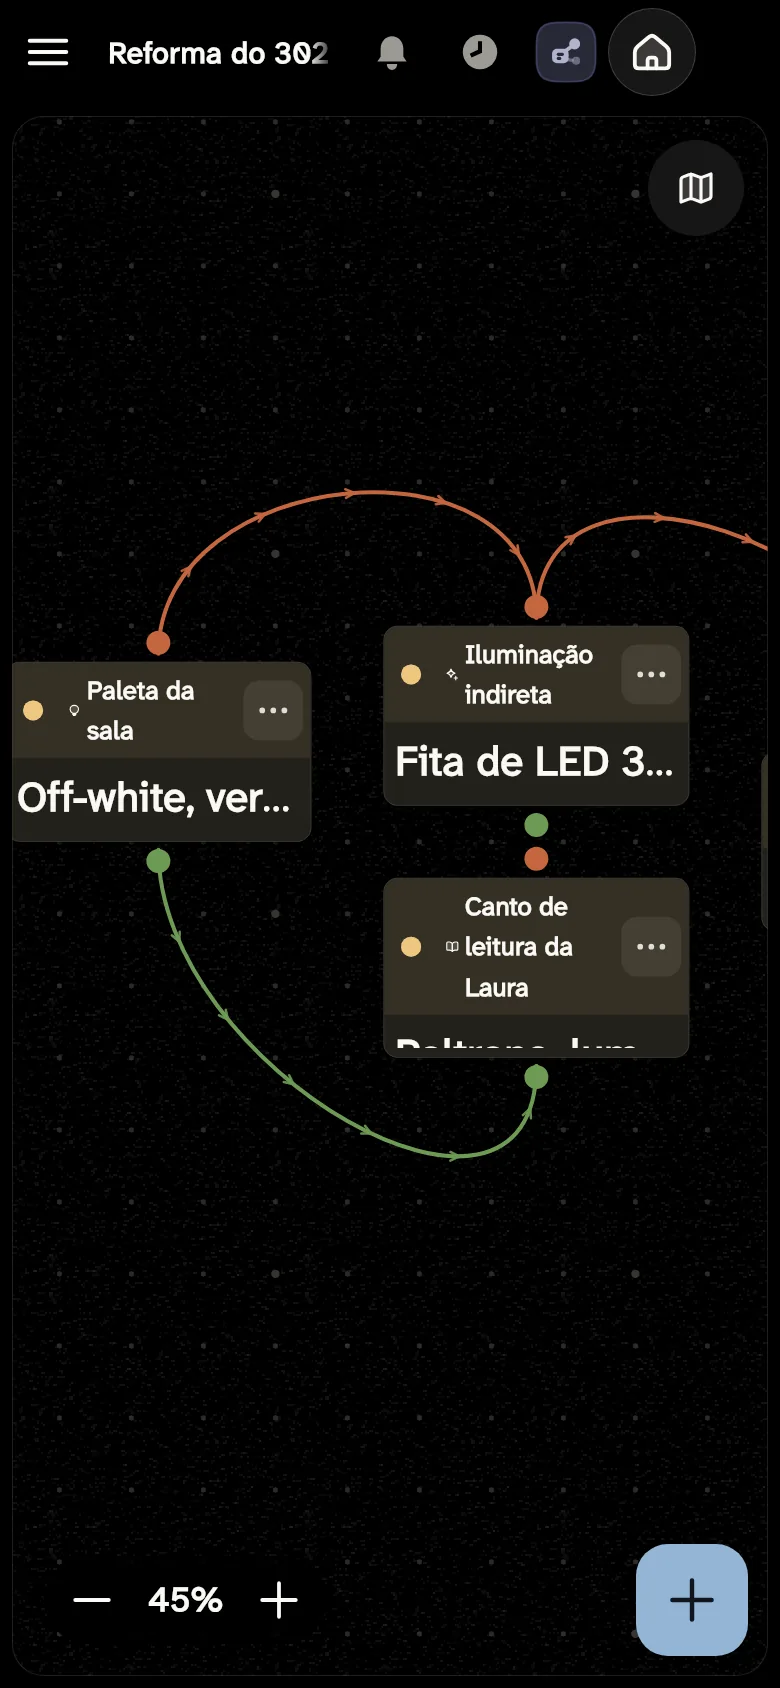 Reforma do 302
Paleta da
sala
Off-white, ver...
Iluminação
indireta
Fita de LED 3...
Canto de
leitura da
Laura
45%